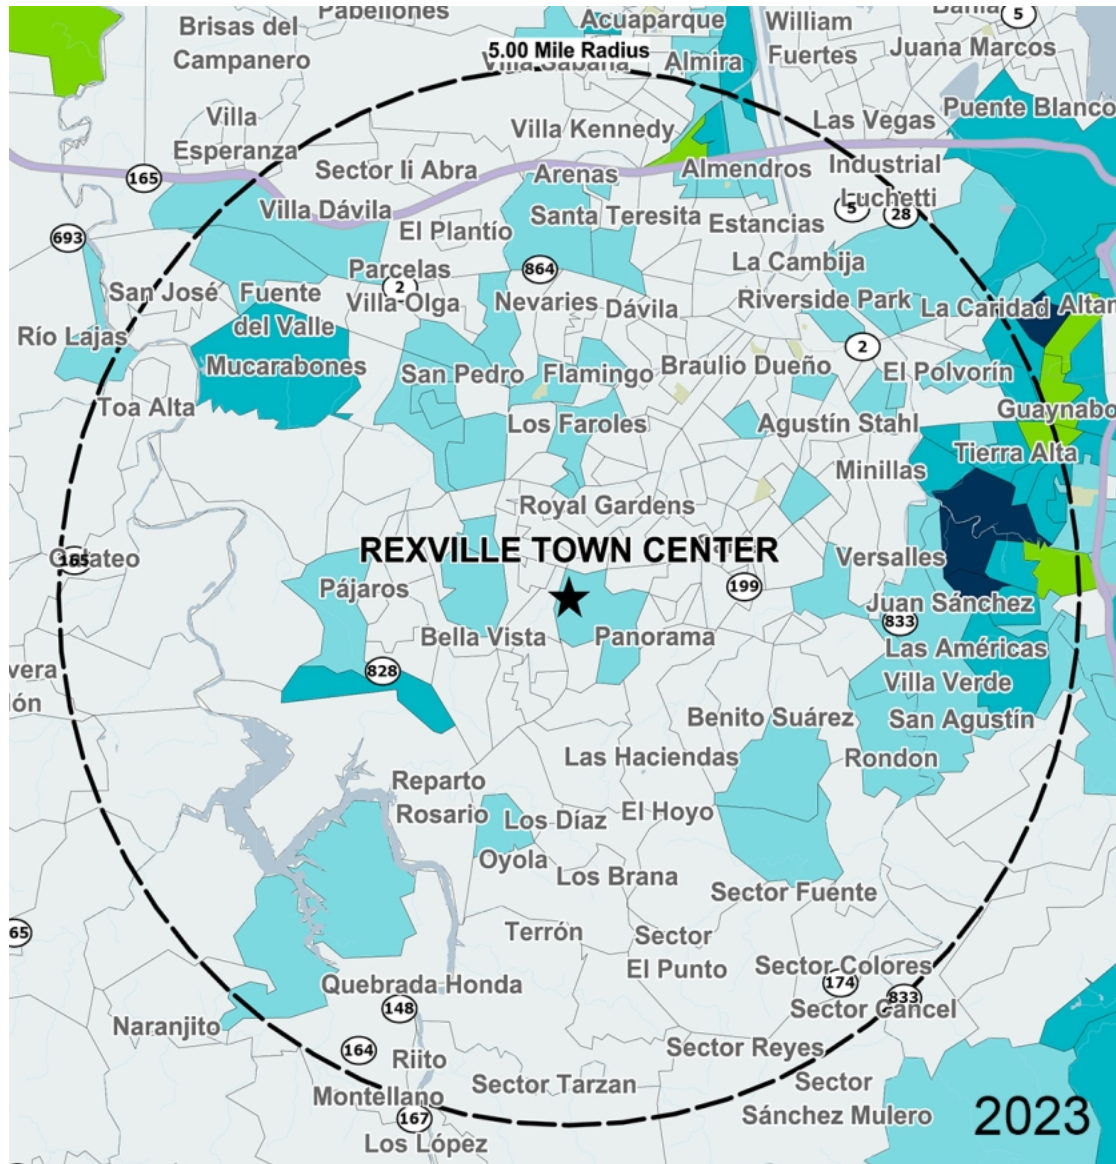 Pabellones
Acuaparque
William
Fuertes
Bahía
5
Brisas del
Campanero
5.00 Mile Radius
Villa Sabana
Almira
Juana Marcos
Puente Blanco
Villa
Esperanza
Villa Kennedy
Las Vegas
165
Sector Ii Abra
Arenas
Almendros
Industrial
Luchetti
5
28
693
Villa Dávila
El Plantío
Santa Teresita
Estancias
Parcelas
2
864
La Cambija
San José
Fuente
del Valle
Villa Olga
Nevaries
Dávila
Riverside Park
La Caridad
Altam
Río Lajas
Mucarabones
San Pedro
Flamingo
Braulio Dueño
2
El Polvorín
Toa Alta
Los Faroles
Agustín Stahl
Guaynabo
Minillas
Tierra Alta
Royal Gardens
REXVILLE TOWN CENTER
Galateo
165
Pájaros
199
Versalles
Juan Sánchez
833
Bella Vista
Panorama
Las Américas
vera
ón
828
Villa Verde
Benito Suárez
San Agustín
Las Haciendas
Rondon
Reparto
Rosario
Los Díaz
El Hoyo
Oyola
Los Brana
Sector Fuente
65
Terrón
Sector
El Punto
Sector Colores
174
Quebrada Honda
148
833
Sector Cancel
Naranjito
164
Riito
Sector Reyes
Montellano
Sector Tarzan
Sector
Sánchez Mulero
167
Los López
2023